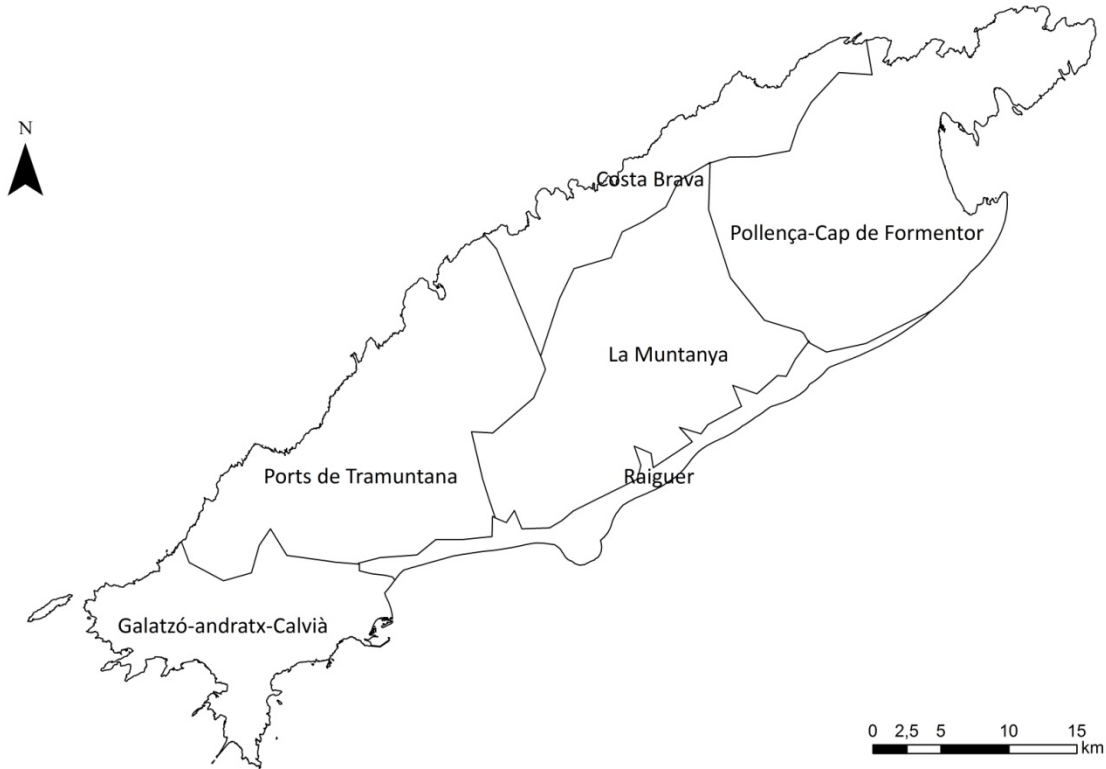 N
Costa Brava
Pollença-Cap de Formentor
La Muntanya
Ports de Tramuntana
Raiguer
Galatzó-andratx-Calvià
0 2,5 5 10 15
km